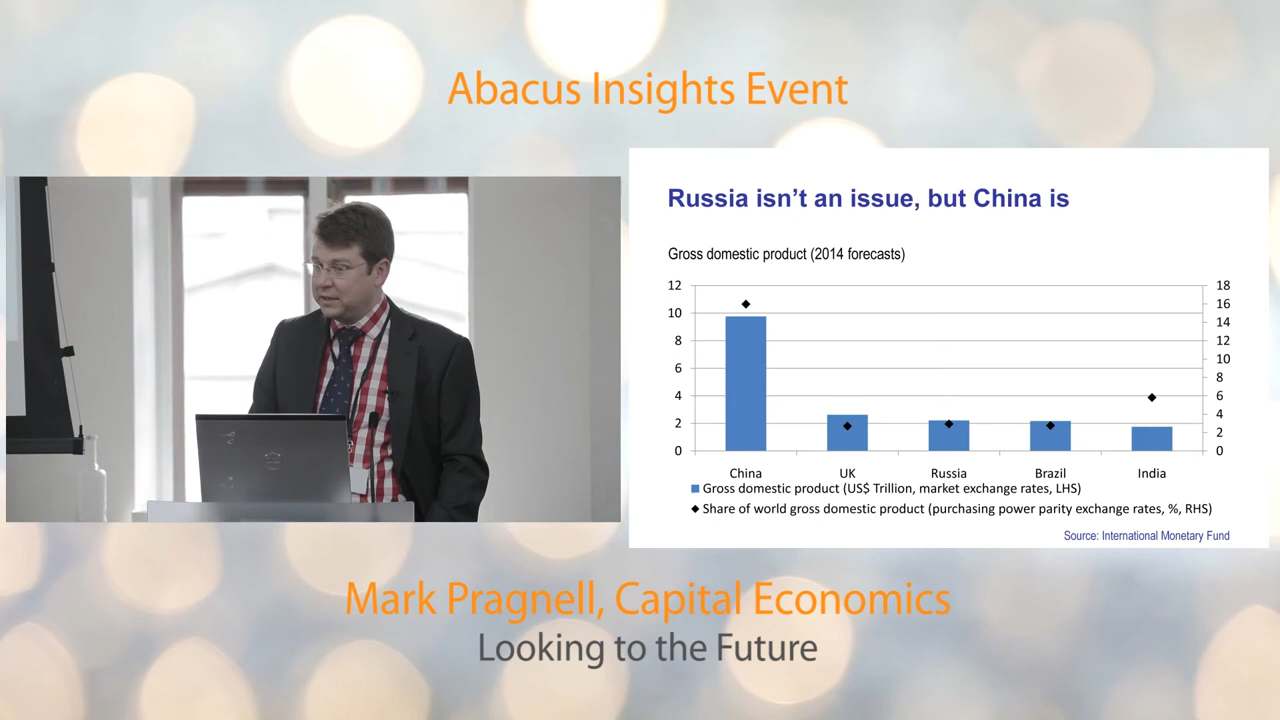 Abacus Insights Event
Russia isn't an issue, but China is
Gross domestic product (2014 forecasts)
12
10
8
6
4
2
0
18
16
14
12
10
8
6
4
2
0
China
UK
Russia
Brazil
India
Gross domestic product (US$ Trillion, market exchange rates, LHS)
Share of world gross domestic product (purchasing power parity exchange rates, %, RHS)
Source: International Monetary Fund
Mark Pragnell, Capital Economics
Looking to the Future